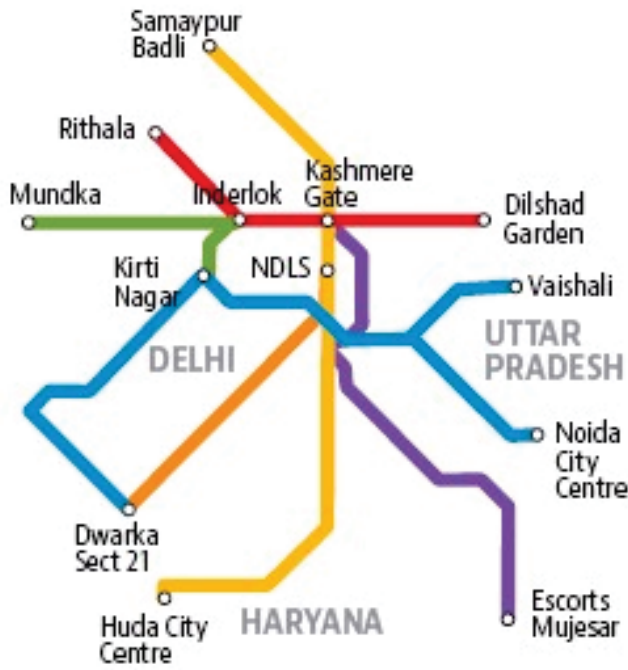 Samaypur
Badli
Rithala
Kashmere
Gate
Mundka
Inderlok
Dilshad
Garden
Kirti
Nagar
NDLS
Vaishali
DELHI
UTTAR
PRADESH
Noida
City
Centre
Dwarka
Sect 21
Huda City
Centre
HARYANA
Escorts
Mujesar